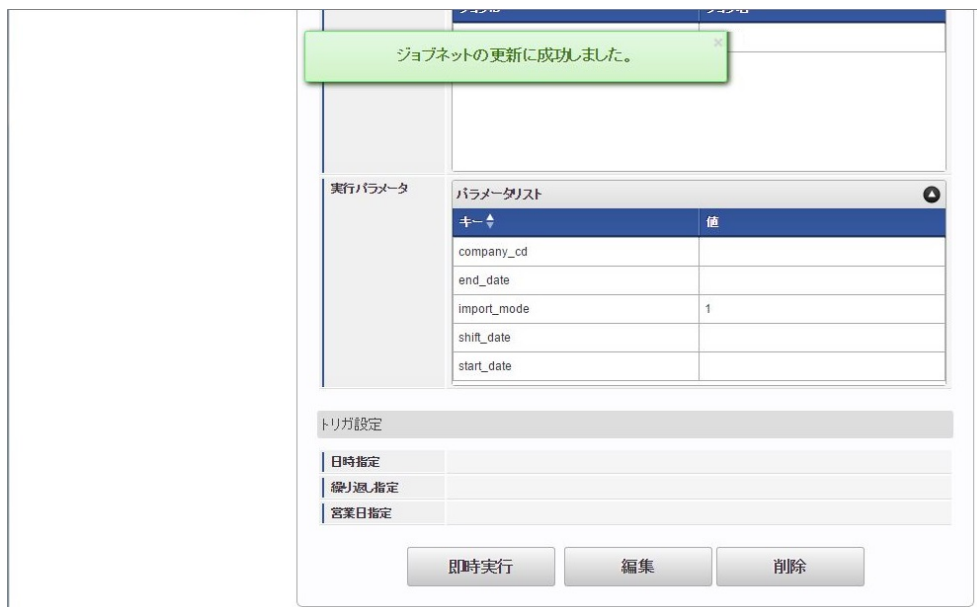 ジョブネットの更新に成功しました。
×
実行パラメータ
パラメータリスト
キー 値
company_cd
end_date
import_mode 1
shift_date
start_date
トリガ設定
日時指定
繰り返し指定
営業日指定
即時実行 編集 削除